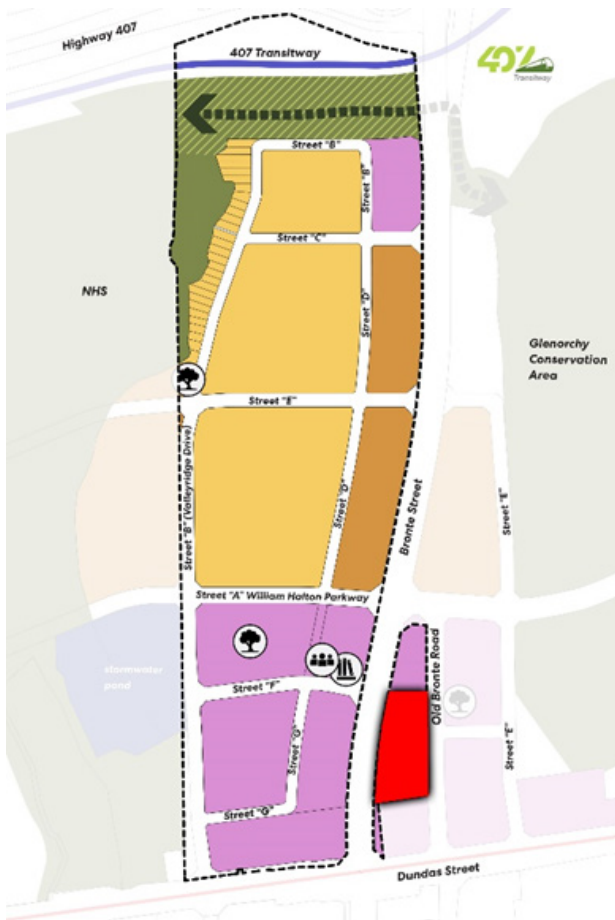 Highway 407
407 Transitway
407
Transitway
Street "B"
Street "B"
Street "C"
NHS
Street "D"
Glenorchy
Conservation
Area
Street "E"
Street "B" (Valleyridge Drive)
Street "D"
Bronte Street
Street "E"
Street "A" William Halton Parkway
stormwater
pond
Old Bronte Road
Street "F"
Street "G"
Street "E"
Street "G"
Dundas Street